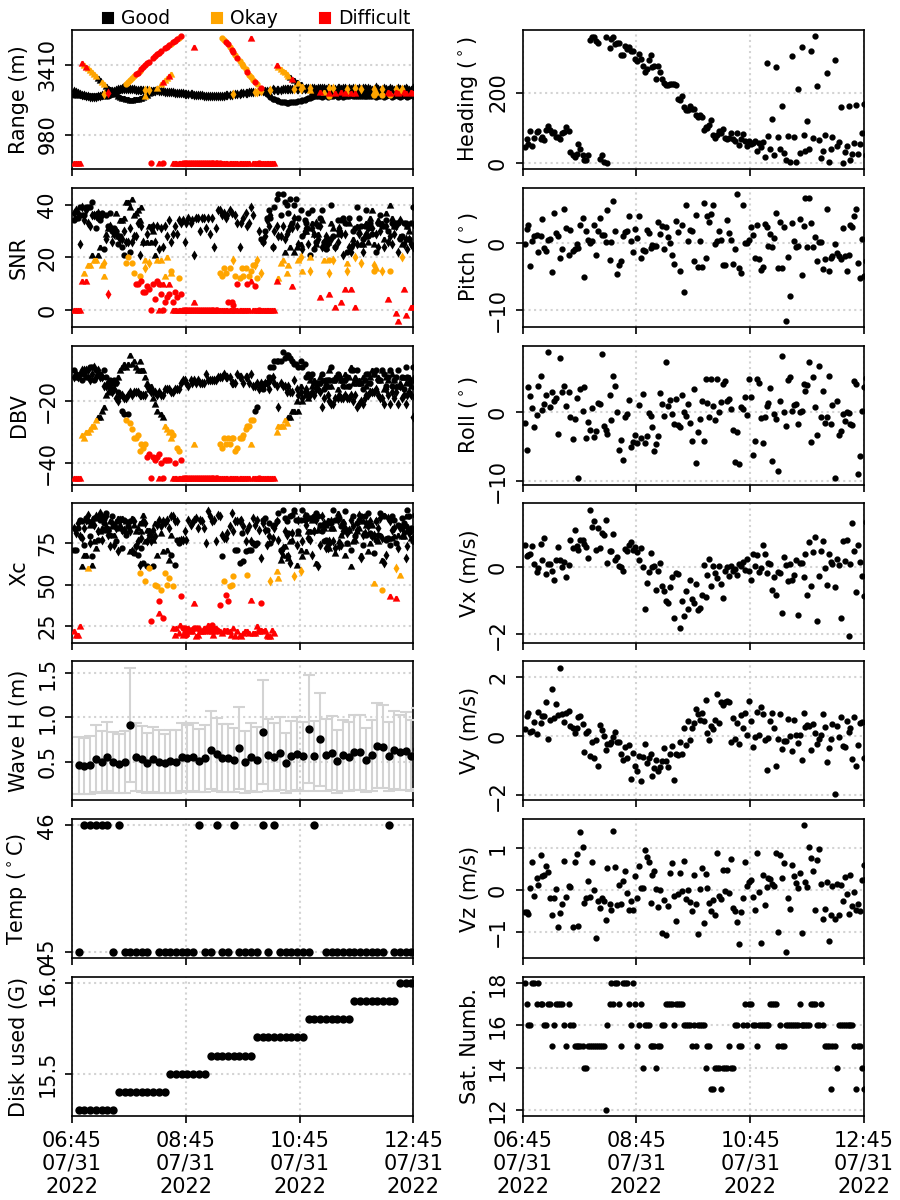 Good Okay Difficult
Range (m)
3410
980
Heading (°)
200
0
SNR
40
20
0
Pitch (°)
0
−10
DBV
−20
−40
Roll (°)
0
−10
Xc
75
50
25
Vx (m/s)
0
−2
Wave H (m)
1.5
1.0
0.5
Vy (m/s)
2
0
−2
Temp (°C)
46
45
Vz (m/s)
1
0
−1
Disk used (G)
16.0
15.5
Sat. Numb.
18
16
14
12
06:45 08:45 10:45 12:45 06:45 08:45 10:45 12:45
07/31 07/31 07/31 07/31 07/31 07/31 07/31 07/31
2022 2022 2022 2022 2022 2022 2022 2022